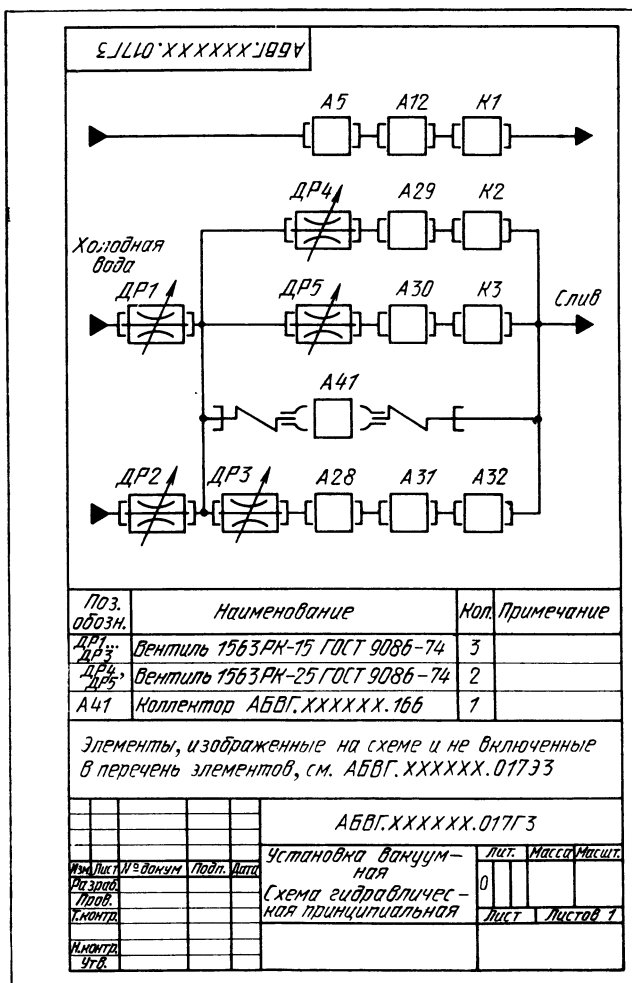 АБВГ.XXXXXX.017Г3
А5 А12 К1
ДР4 А29 К2
Холодная
вода
ДР1 ДР5 А30 К3 Слив
А41
ДР2 ДР3 А28 А31 А32
Поз. обозн. Наименование Кол. Примечание
ДР1... ДР3 Вентиль 1563РК-15 ГОСТ 9086-74 3
ДР4, ДР5 Вентиль 1563РК-25 ГОСТ 9086-74 2
А41 Коллектор АБВГ.XXXXXX.166 1
Элементы, изображенные на схеме и не включенные
в перечень элементов, см. АБВГ.XXXXXX.017Э3
АБВГ.XXXXXX.017Г3
Изм. Лист № докум Подп. Дата
Разраб.
Пров.
Т.контр.
Н.контр.
Утв.
Установка вакуум-
ная
Схема гидравличес-
кая принципиальная
Лит. Масса Масшт.
О
Лист Листов 1